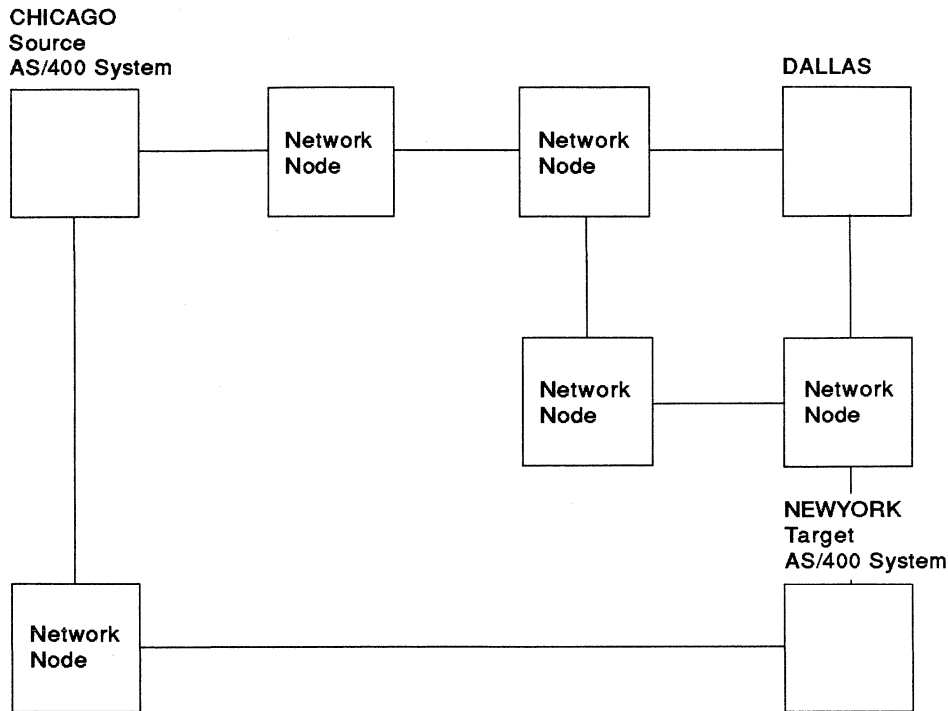 CHICAGO
Source
AS/400 System
DALLAS
Network
Node
Network
Node
Network
Node
Network
Node
NEWYORK
Target
AS/400 System
Network
Node